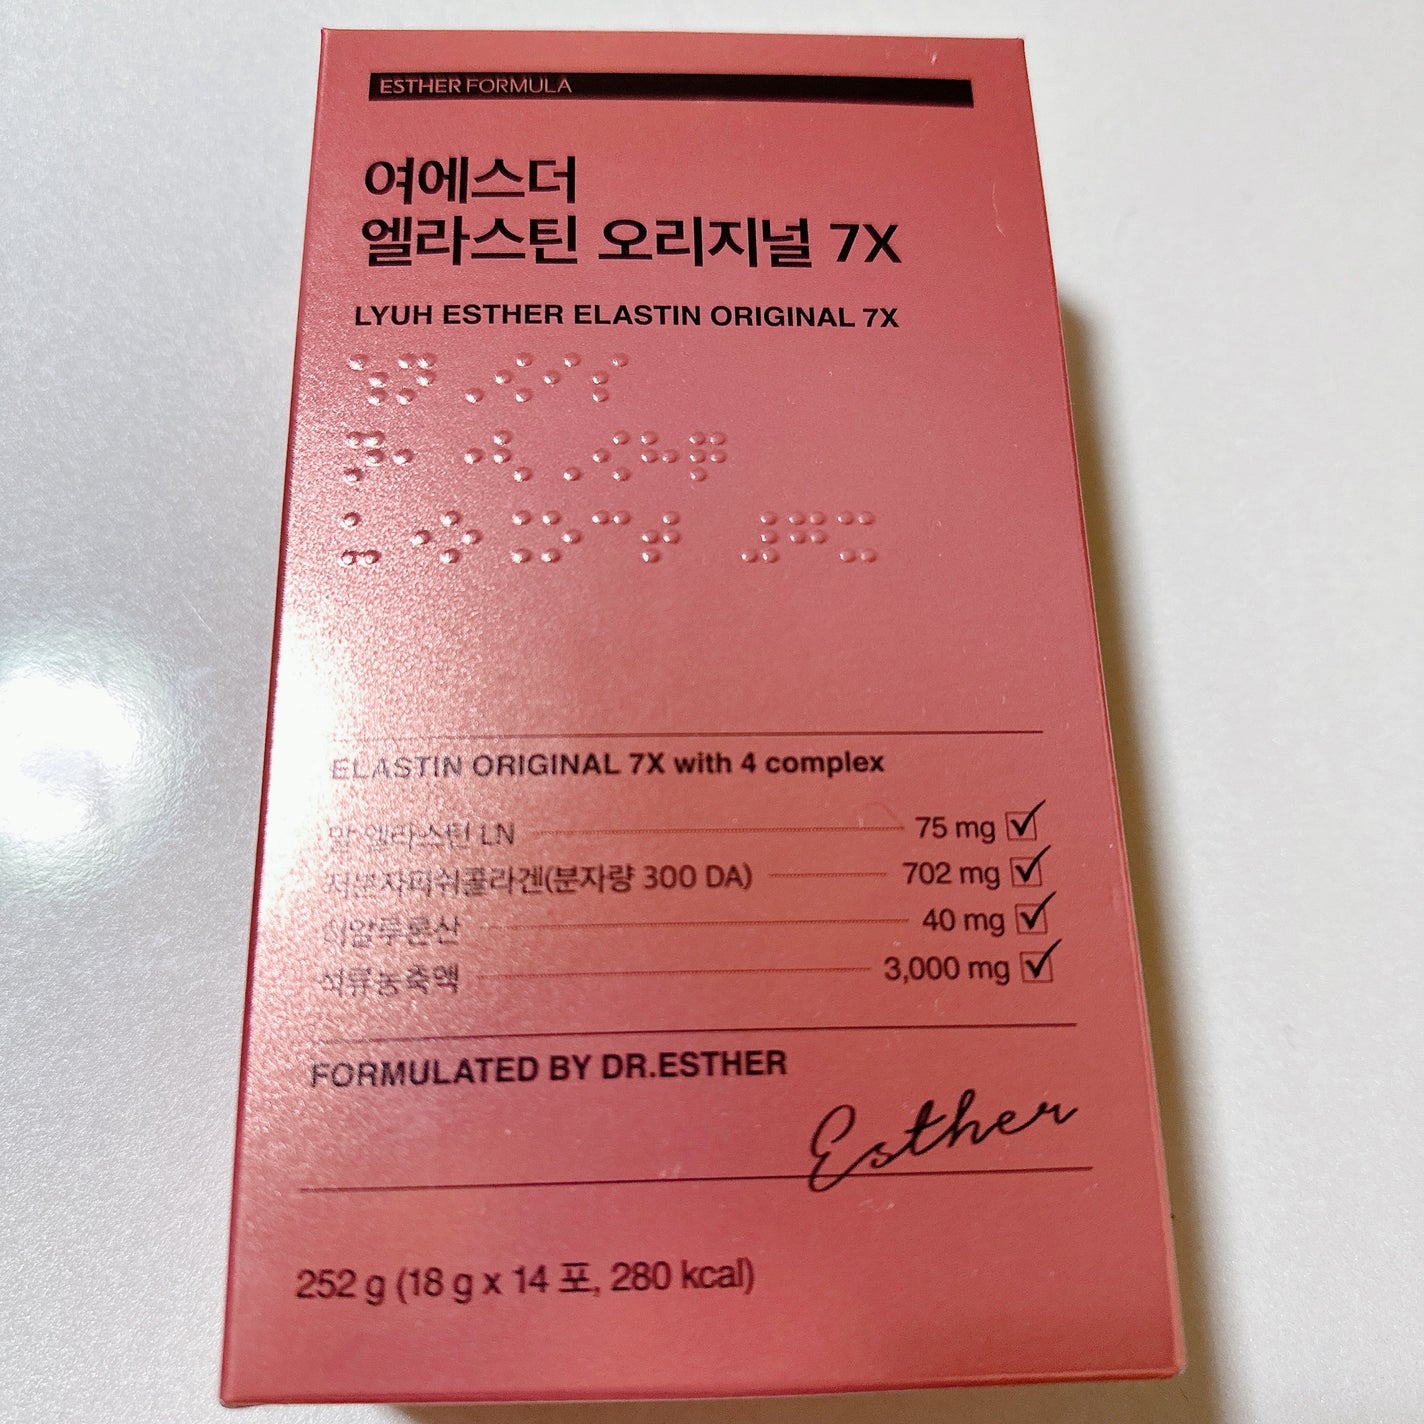 ESTHER FORMULA
여에스더
엘라스틴 오리지널 7X
LYUH ESTHER ELASTIN ORIGINAL 7X
ELASTIN ORIGINAL 7X with 4 complex
엘라스틴 LN 75 mg
저분자피쉬콜라겐(분자량 300 DA) 702 mg
히알루론산 40 mg
석류농축액 3,000 mg
FORMULATED BY DR.ESTHER
Esther
252 g (18 g x 14 포, 280 kcal)